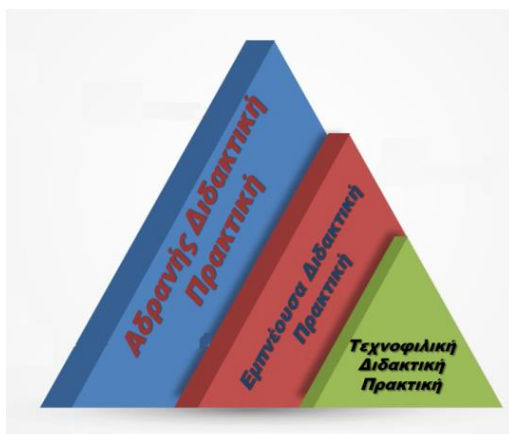 Αδρανής Διδακτική
Πρακτική
Εμπνέουσα Διδακτική
Πρακτική
Τεχνοφιλική
Διδακτική
Πρακτική